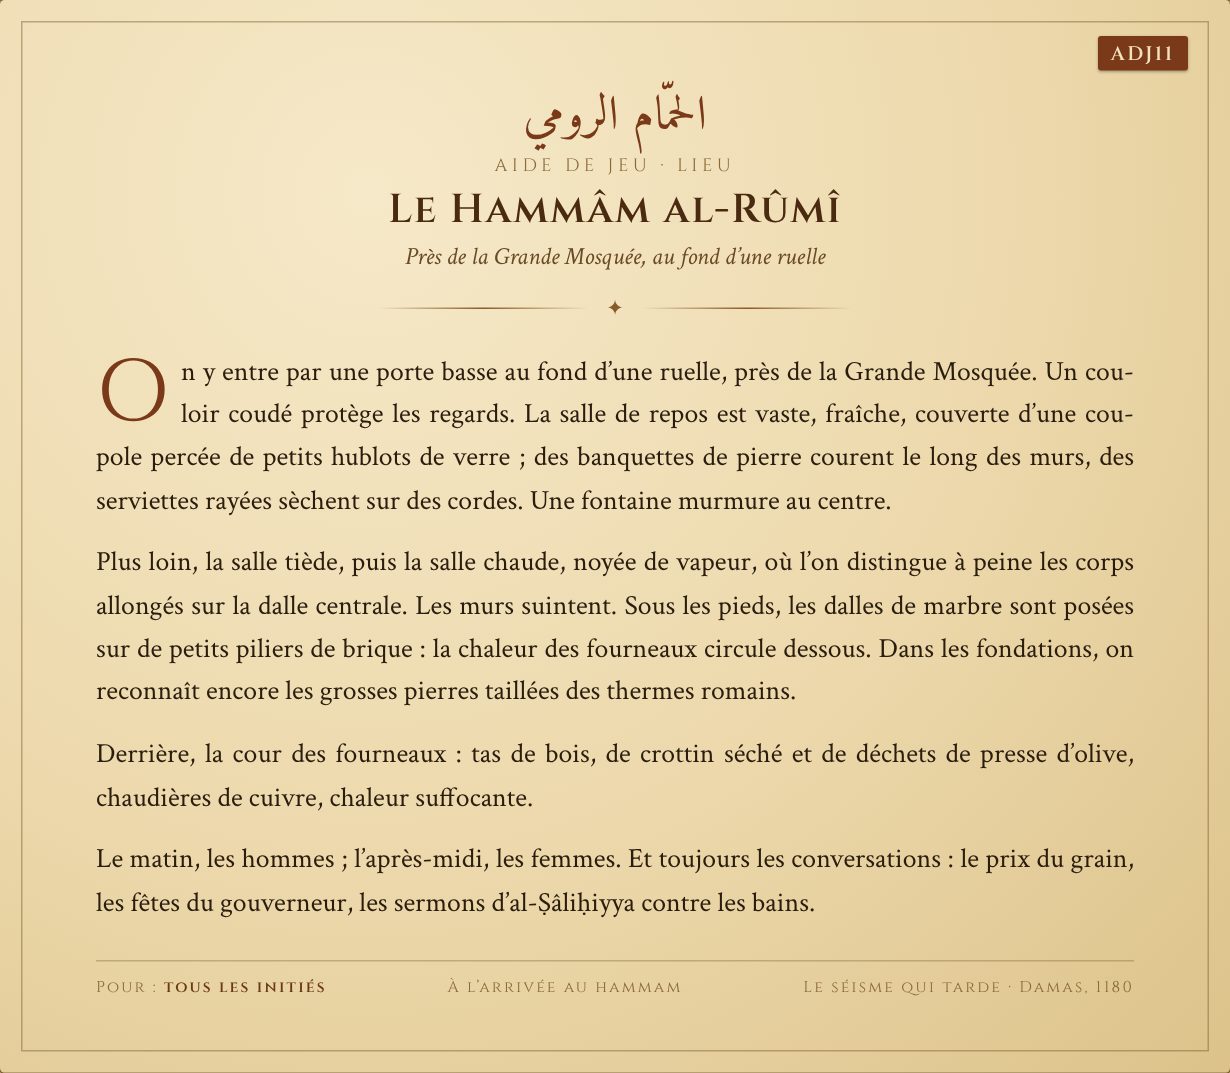 ADJ11
الحمّام الرومي
AIDE DE JEU · LIEU
LE HAMMÂM AL-RÛMÎ
Près de la Grande Mosquée, au fond d’une ruelle
✦
On y entre par une porte basse au fond d’une ruelle, près de la Grande Mosquée. Un cou-
loir coudé protège les regards. La salle de repos est vaste, fraîche, couverte d’une cou-
pole percée de petits hublots de verre ; des banquettes de pierre courent le long des murs, des
serviettes rayées sèchent sur des cordes. Une fontaine murmure au centre.
Plus loin, la salle tiède, puis la salle chaude, noyée de vapeur, où l’on distingue à peine les corps
allongés sur la dalle centrale. Les murs suintent. Sous les pieds, les dalles de marbre sont posées
sur de petits piliers de brique : la chaleur des fourneaux circule dessous. Dans les fondations, on
reconnaît encore les grosses pierres taillées des thermes romains.
Derrière, la cour des fourneaux : tas de bois, de crottin séché et de déchets de presse d’olive,
chaudières de cuivre, chaleur suffocante.
Le matin, les hommes ; l’après-midi, les femmes. Et toujours les conversations : le prix du grain,
les fêtes du gouverneur, les sermons d’al-Ṣâliḥiyya contre les bains.
POUR : TOUS LES INITIÉS
À L’ARRIVÉE AU HAMMAM
LE SÉISME QUI TARDE · DAMAS, 1180